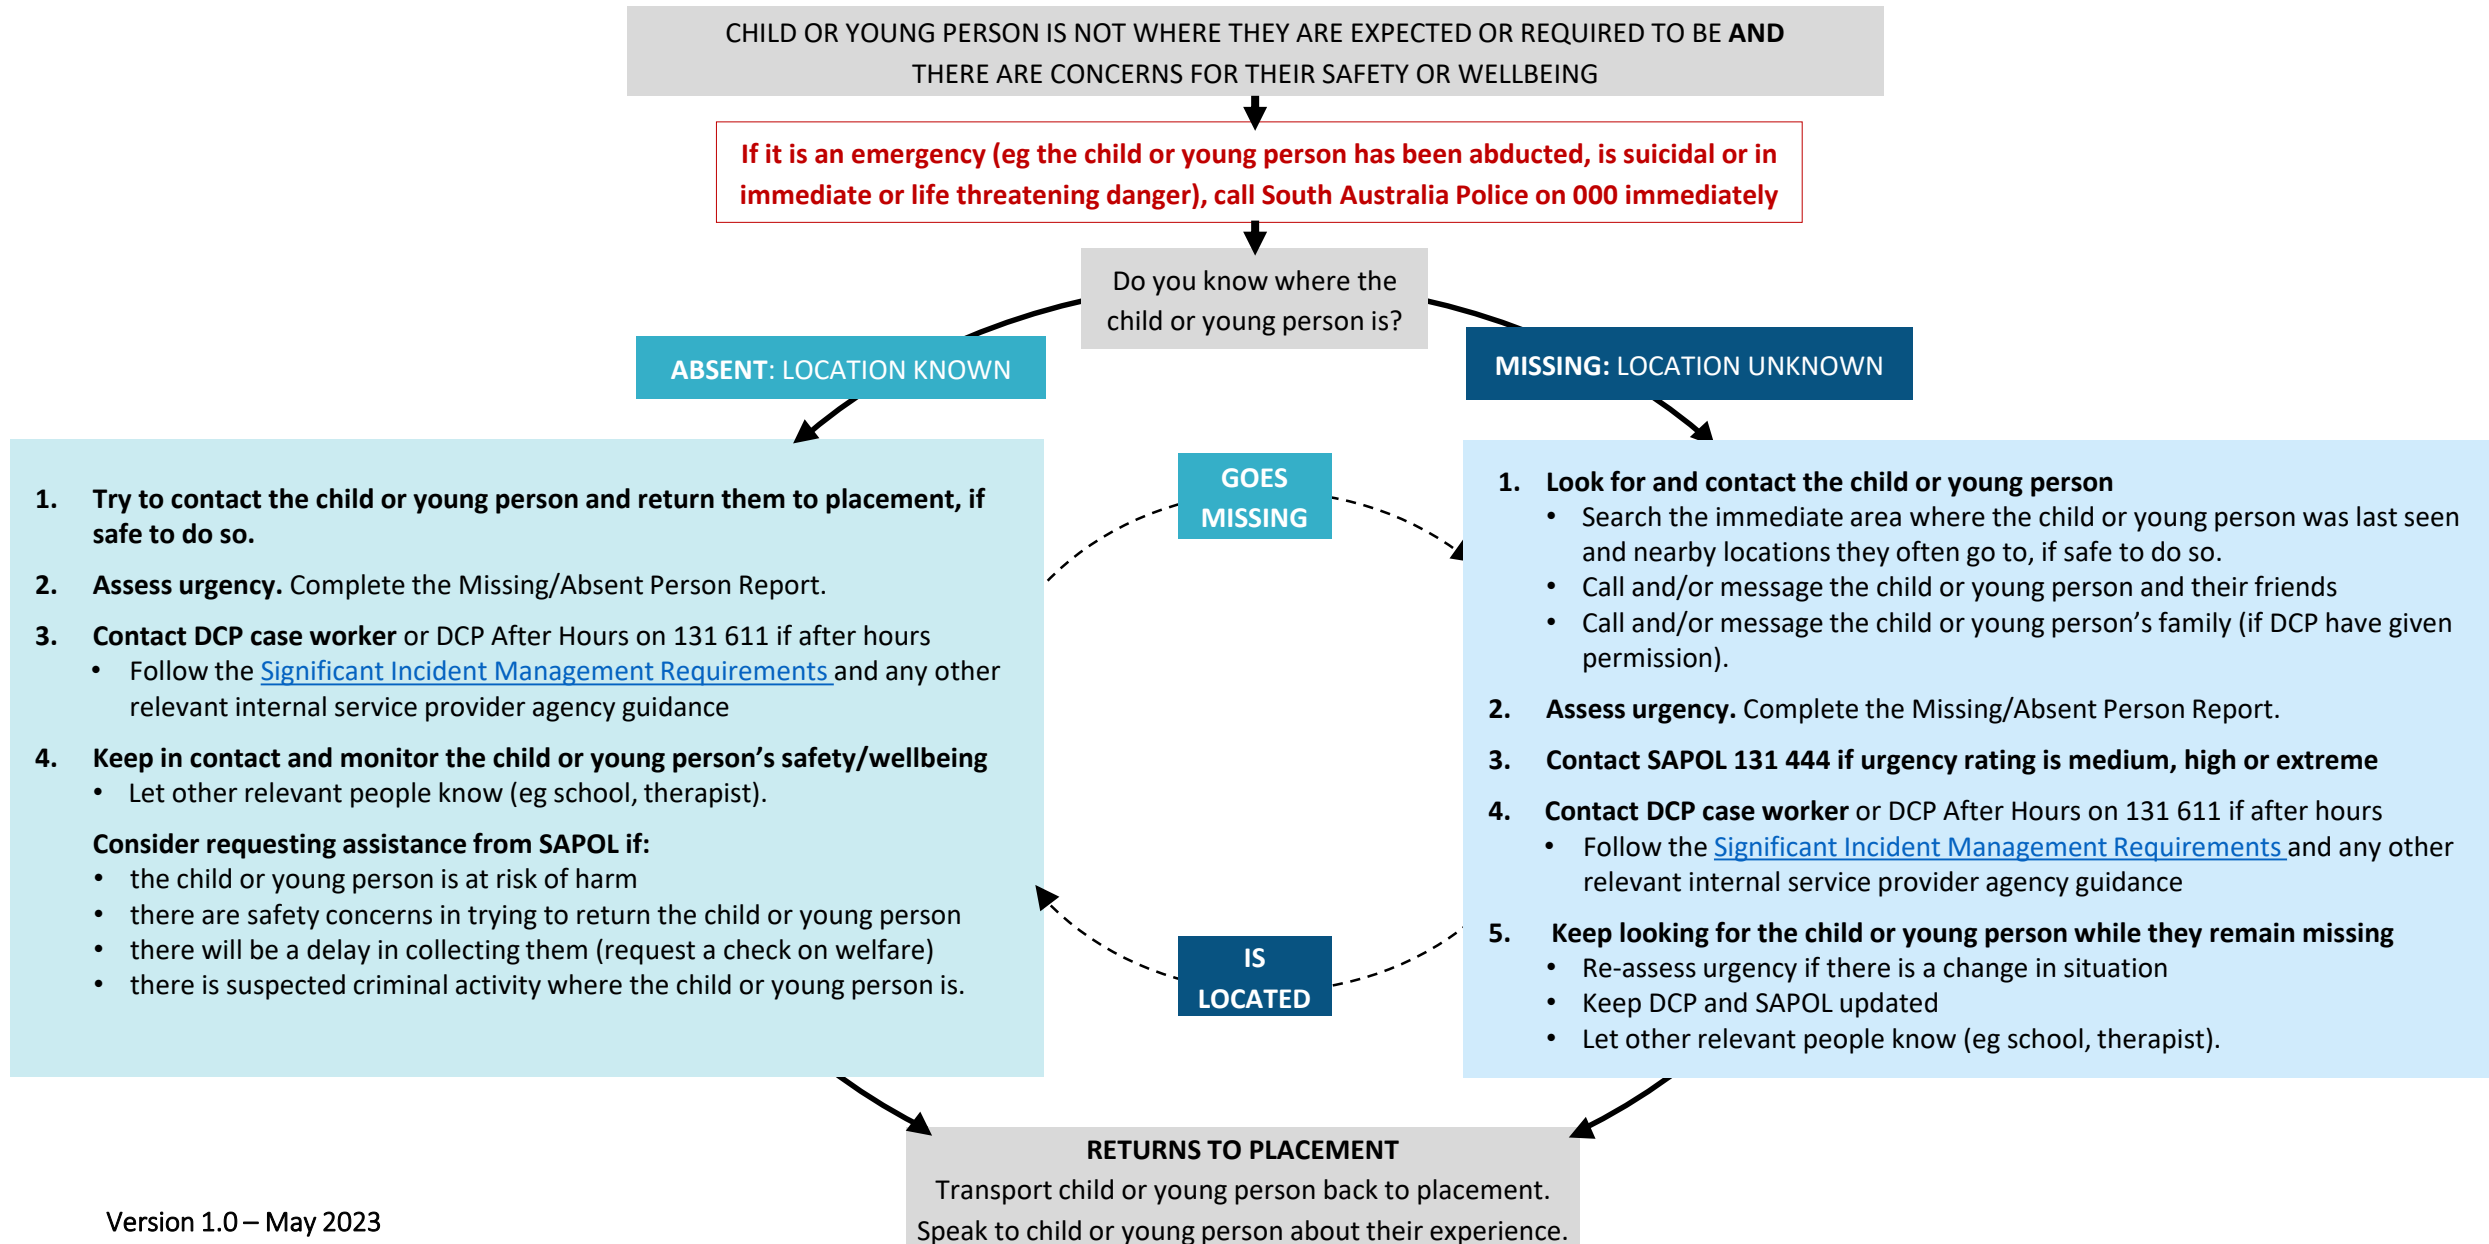 CHILD OR YOUNG PERSON IS NOT WHERE THEY ARE EXPECTED OR REQUIRED TO BE AND
THERE ARE CONCERNS FOR THEIR SAFETY OR WELLBEING
If it is an emergency (eg the child or young person has been abducted, is suicidal or in
immediate or life threatening danger), call South Australia Police on 000 immediately
Do you know where the
child or young person is?
ABSENT: LOCATION KNOWN
MISSING: LOCATION UNKNOWN
1. Try to contact the child or young person and return them to placement, if
safe to do so.
2. Assess urgency. Complete the Missing/Absent Person Report.
3. Contact DCP case worker or DCP After Hours on 131 611 if after hours
• Follow the Significant Incident Management Requirements and any other
relevant internal service provider agency guidance
4. Keep in contact and monitor the child or young person’s safety/wellbeing
• Let other relevant people know (eg school, therapist).
Consider requesting assistance from SAPOL if:
• the child or young person is at risk of harm
• there are safety concerns in trying to return the child or young person
• there will be a delay in collecting them (request a check on welfare)
• there is suspected criminal activity where the child or young person is.
GOES
MISSING
IS
LOCATED
1. Look for and contact the child or young person
• Search the immediate area where the child or young person was last seen
and nearby locations they often go to, if safe to do so.
• Call and/or message the child or young person and their friends
• Call and/or message the child or young person’s family (if DCP have given
permission).
2. Assess urgency. Complete the Missing/Absent Person Report.
3. Contact SAPOL 131 444 if urgency rating is medium, high or extreme
4. Contact DCP case worker or DCP After Hours on 131 611 if after hours
• Follow the Significant Incident Management Requirements and any other
relevant internal service provider agency guidance
5. Keep looking for the child or young person while they remain missing
• Re-assess urgency if there is a change in situation
• Keep DCP and SAPOL updated
• Let other relevant people know (eg school, therapist).
RETURNS TO PLACEMENT
Transport child or young person back to placement.
Speak to child or young person about their experience.
Version 1.0 – May 2023